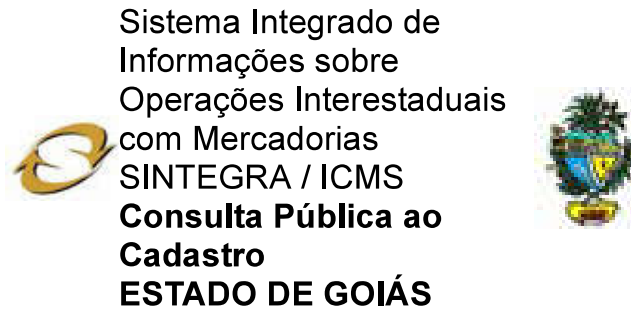 Sistema Integrado de
Informações sobre
Operações Interestaduais
com Mercadorias
SINTEGRA / ICMS
Consulta Pública ao
Cadastro
ESTADO DE GOIÁS